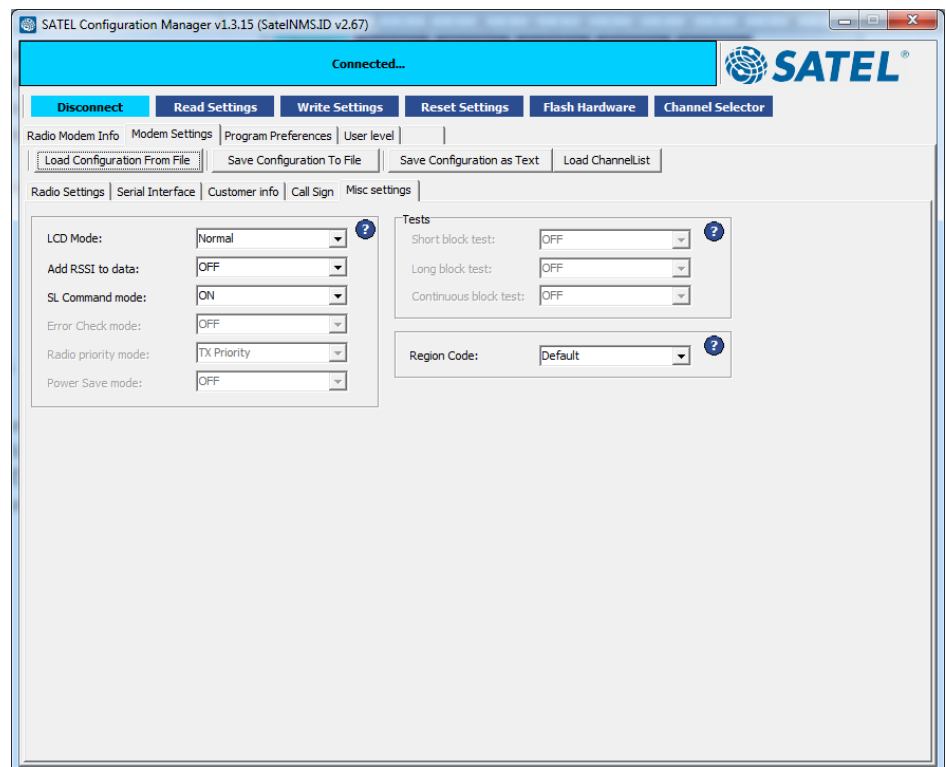 SATEL Configuration Manager v1.3.15 (SatelNMS.ID v2.67)
Connected...
SATEL®
Disconnect Read Settings Write Settings Reset Settings Flash Hardware Channel Selector
Radio Modem Info Modem Settings Program Preferences User level
Load Configuration From File Save Configuration To File Save Configuration as Text Load ChannelList
Radio Settings Serial Interface Customer info Call Sign Misc settings
LCD Mode: Normal ?
Add RSSI to data: OFF
SL Command mode: ON
Error Check mode: OFF
Radio priority mode: TX Priority
Power Save mode: OFF
Tests
Short block test: OFF ?
Long block test: OFF
Continuous block test: OFF
Region Code: Default ?